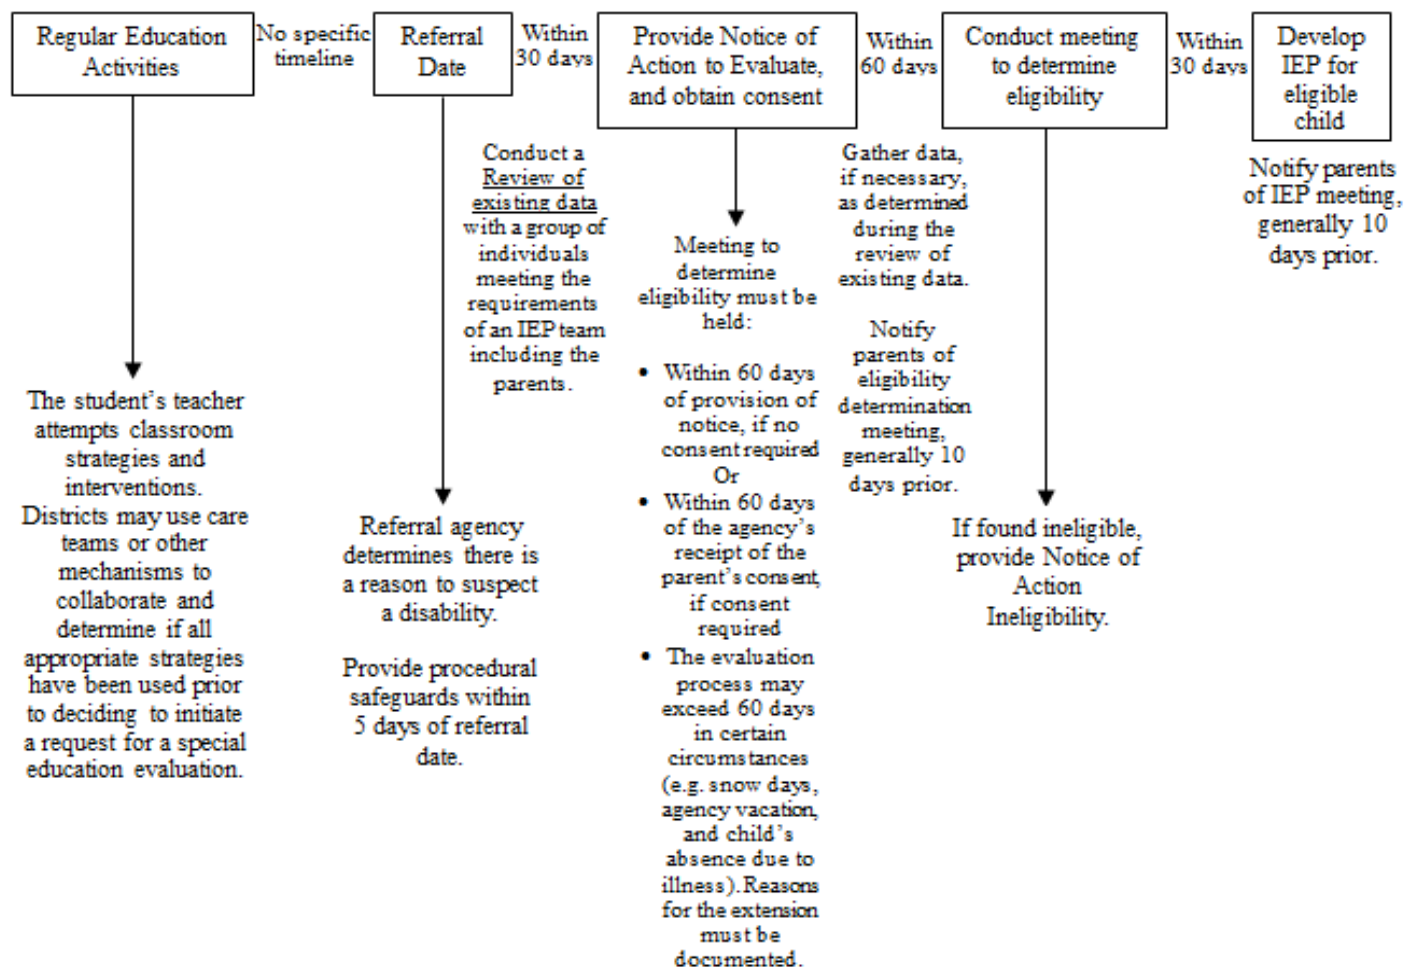 Regular Education
Activities
No specific
timeline
Referral
Date
Within
30 days
Provide Notice of
Action to Evaluate,
and obtain consent
Within
60 days
Conduct meeting
to determine
eligibility
Within
30 days
Develop
IEP for
eligible
child
The student's teacher
attempts classroom
strategies and
interventions.
Districts may use care
teams or other
mechanisms to
collaborate and
determine if all
appropriate strategies
have been used prior
to deciding to initiate
a request for a special
education evaluation.
Referral agency
determines there is
a reason to suspect
a disability.
Provide procedural
safeguards within
5 days of referral
date.
Conduct a
Review of
existing data
with a group of
individuals
meeting the
requirements
of an IEP team
including the
parents.
Meeting to
determine
eligibility must be
held:
• Within 60 days
of provision of
notice, if no
consent required
Or
• Within 60 days
of the agency's
receipt of the
parent's consent,
if consent
required
• The evaluation
process may
exceed 60 days
in certain
circumstances
(e.g. snow days,
agency vacation,
and child's
absence due to
illness). Reasons
for the extension
must be
documented.
Gather data,
if necessary,
as determined
during the
review of
existing data.
Notify
parents of
eligibility
determination
meeting,
generally 10
days prior.
If found ineligible,
provide Notice of
Action
Ineligibility.
Notify parents
of IEP meeting,
generally 10
days prior.